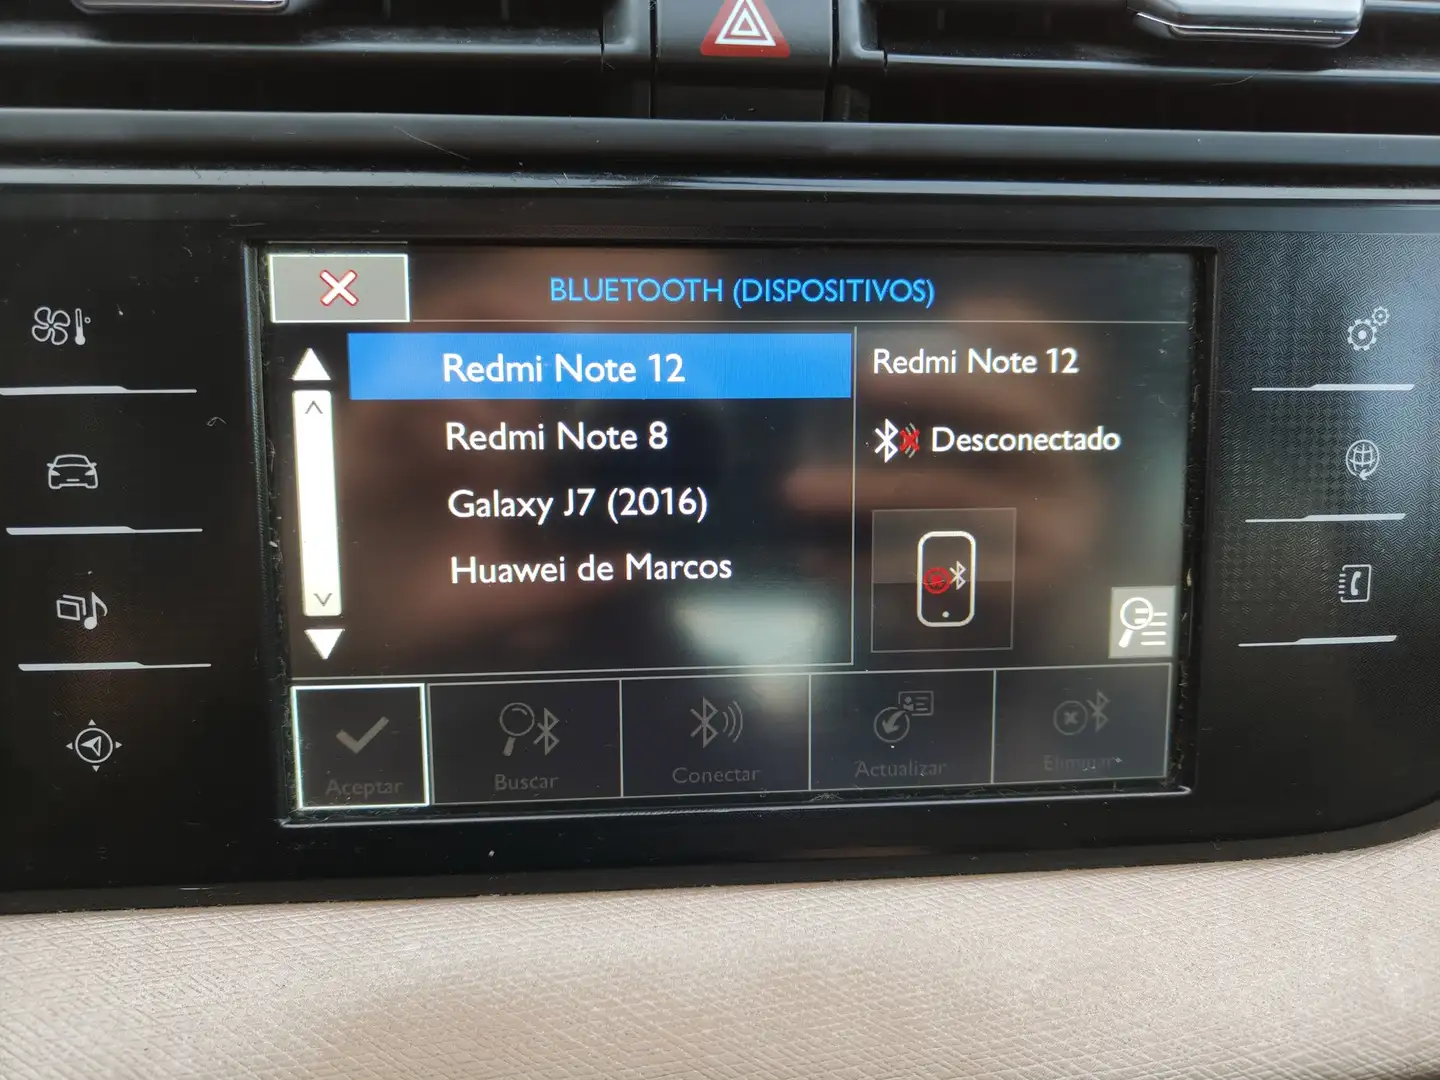 BLUETOOTH (DISPOSITIVOS)
Redmi Note 12
Redmi Note 8
Galaxy J7 (2016)
Huawei de Marcos
Redmi Note 12
Desconectado
Aceptar
Buscar
Conectar
Actualizar
Eliminar